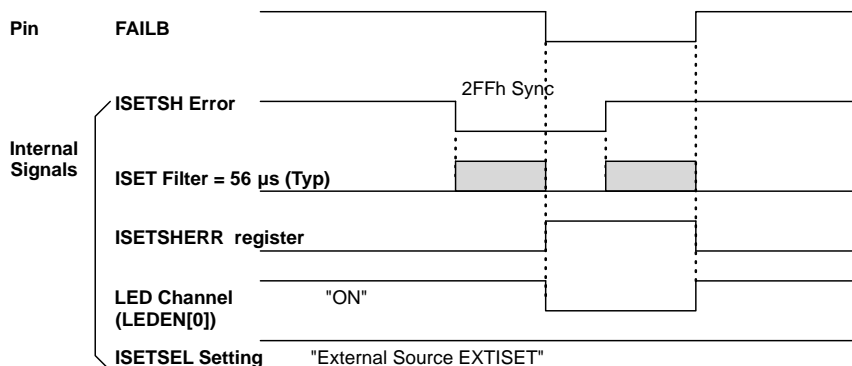 Pin FAILB
2FFh Sync
ISETSH Error
Internal
Signals
ISET Filter = 56 µs (Typ)
ISETSHERR register
LED Channel "ON"
(LEDEN[0])
ISETSEL Setting "External Source EXTISET"